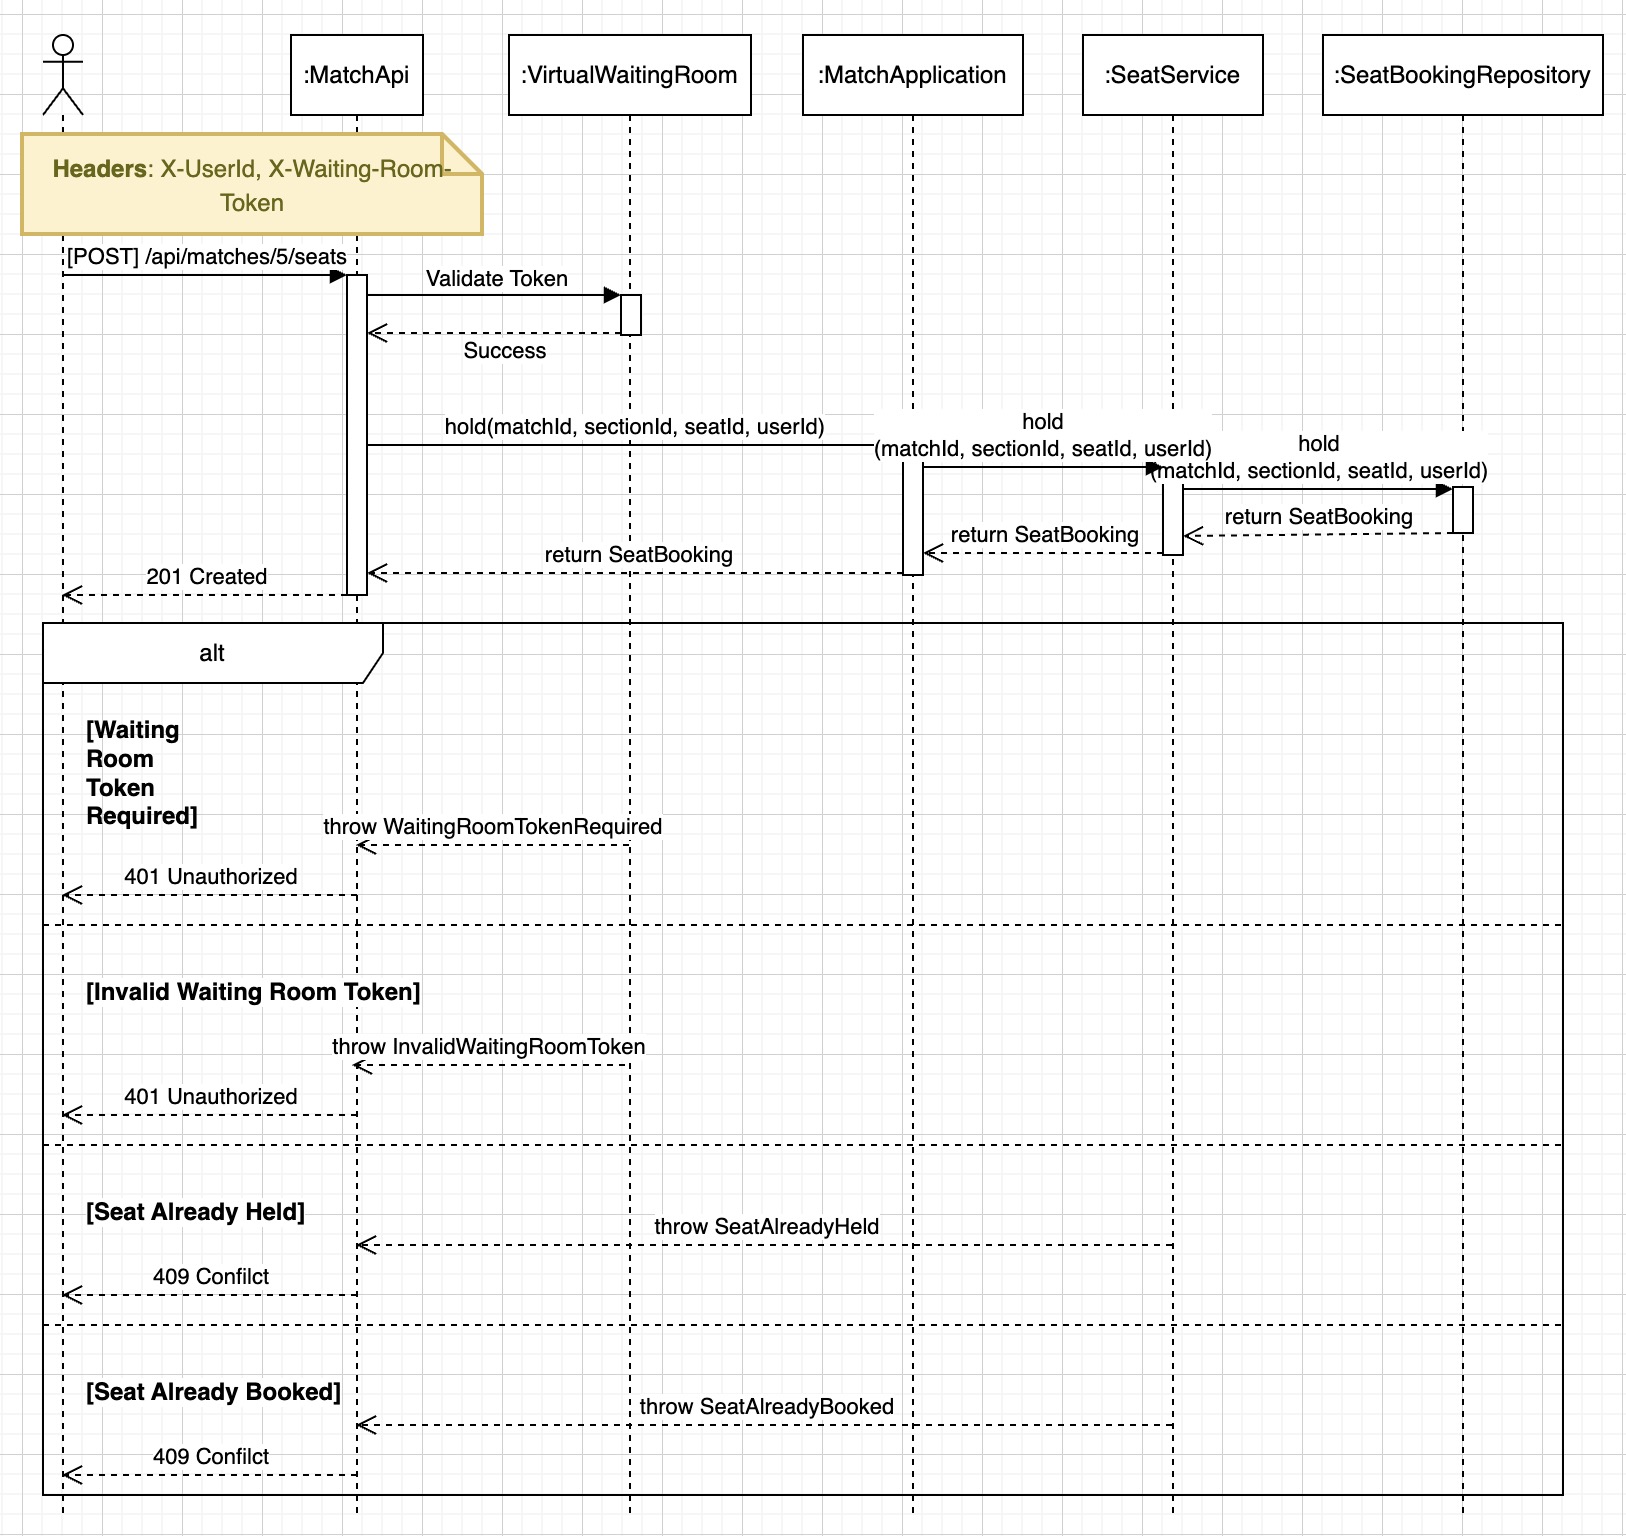 :MatchApi
:VirtualWaitingRoom
:MatchApplication
:SeatService
:SeatBookingRepository
Headers: X-UserId, X-Waiting-Room-
Token
[POST] /api/matches/5/seats
Validate Token
Success
hold(matchId, sectionId, seatId, userId)
hold
(matchId, sectionId, seatId, userId)
hold
(matchId, sectionId, seatId, userId)
return SeatBooking
return SeatBooking
return SeatBooking
201 Created
alt
[Waiting
Room
Token
Required]
throw WaitingRoomTokenRequired
401 Unauthorized
[Invalid Waiting Room Token]
throw InvalidWaitingRoomToken
401 Unauthorized
[Seat Already Held]
throw SeatAlreadyHeld
409 Confilct
[Seat Already Booked]
throw SeatAlreadyBooked
409 Confilct